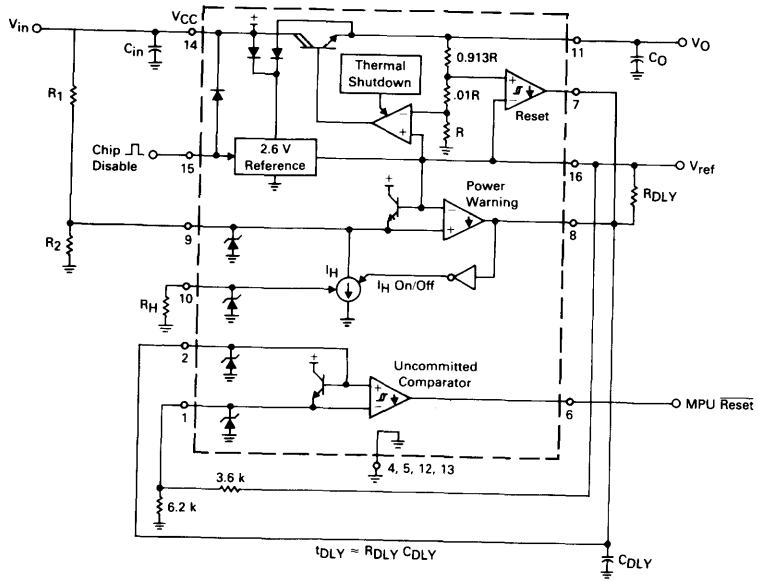 Vin
VCC
14
Cin
11
VO
CO
R1
Thermal
Shutdown
0.913R
.01R
R
+
−
Reset
7
Chip
Disable
15
2.6 V
Reference
16
Vref
RDLY
Power
Warning
+
−
+
8
R2
9
IH
IH On/Off
10
RH
2
+
Uncommitted
Comparator
+
−
1
6
MPU Reset
4, 5, 12, 13
3.6 k
6.2 k
tDLY ≈ RDLY CDLY
CDLY